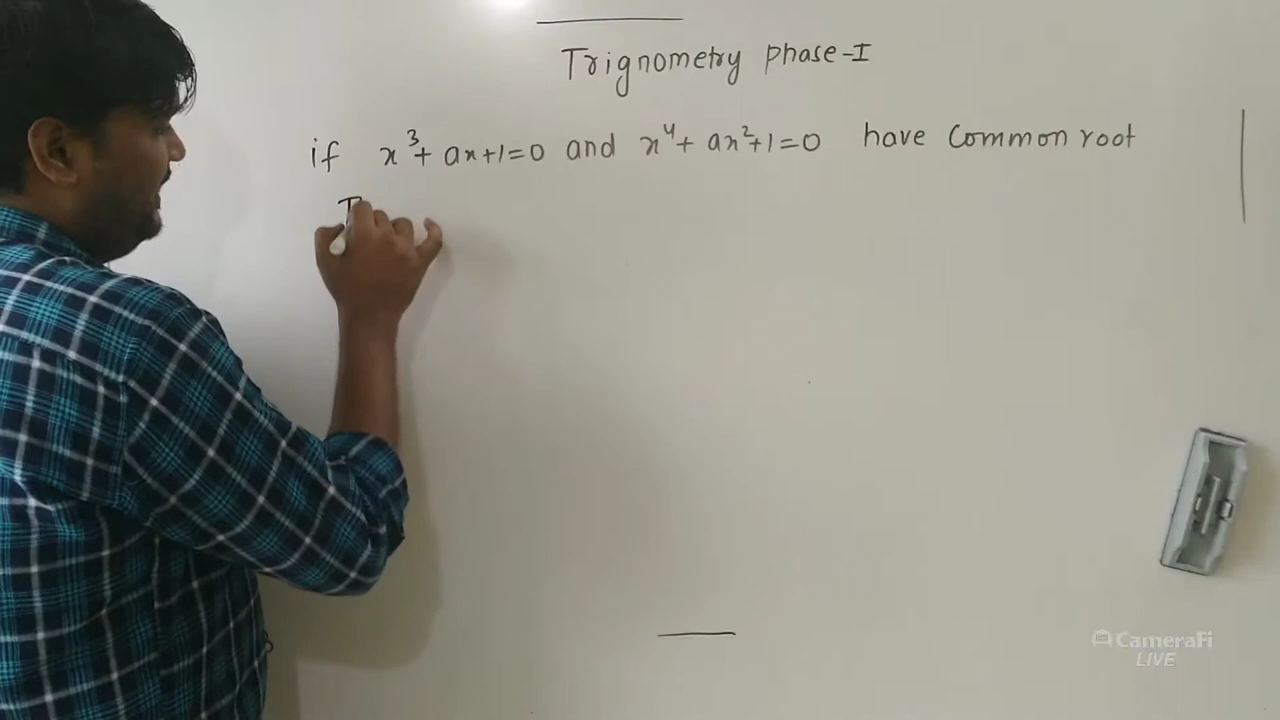 Trignometry phase-I
if x³+ ax+1=0 and x⁴+ ax²+1=0 have common root
T
CameraFi
LIVE